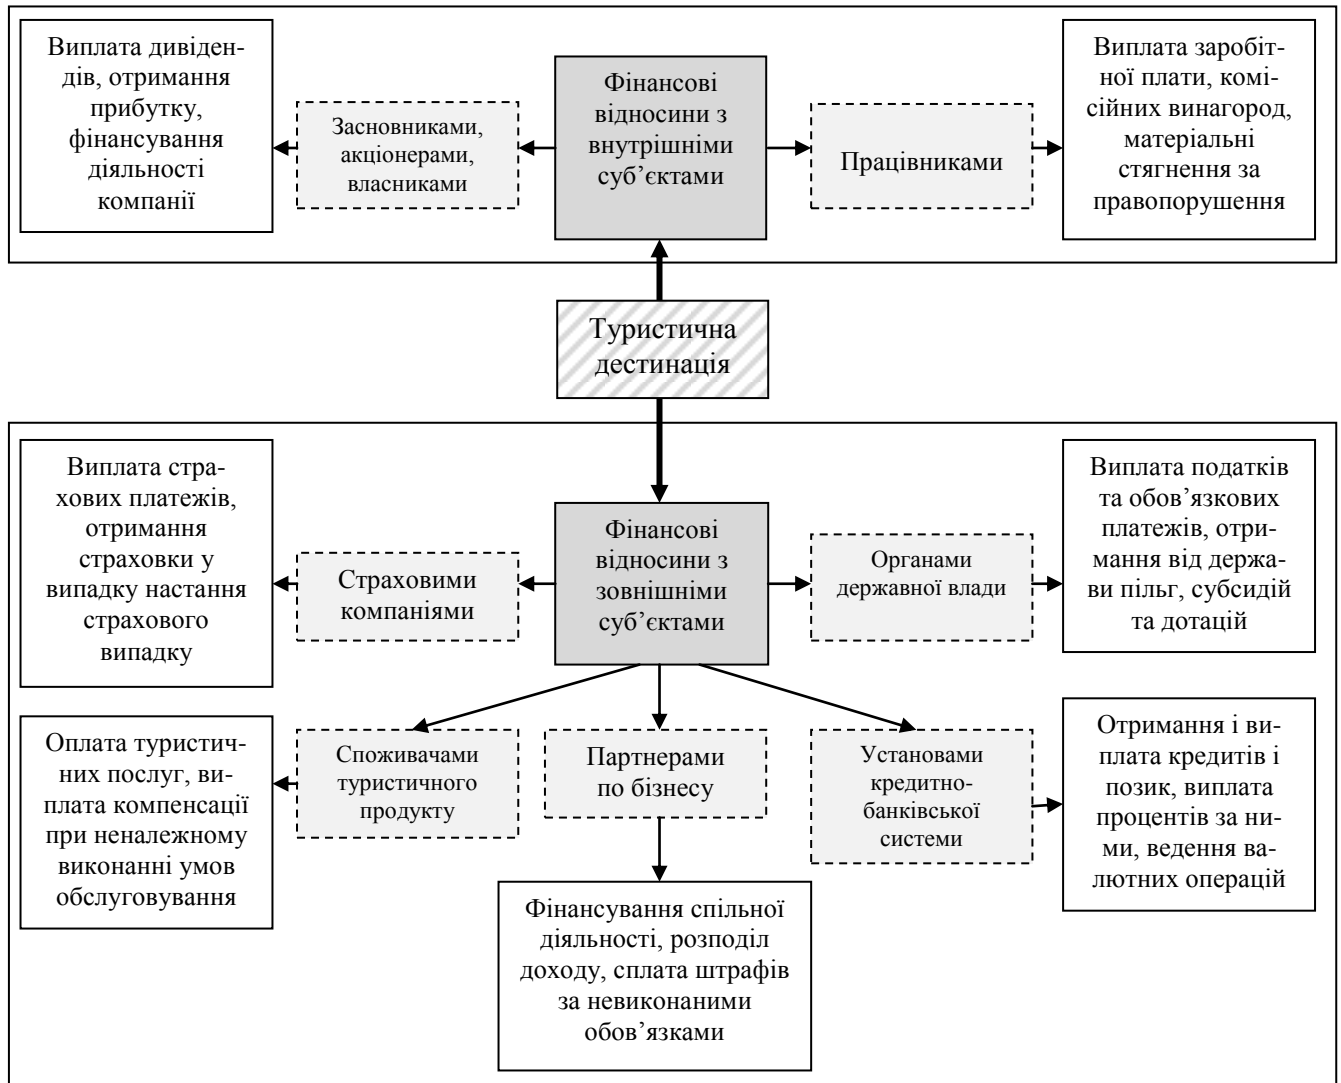 Виплата дивіден-
дів, отримання
прибутку,
фінансування
діяльності
компанії
Засновниками,
акціонерами,
власниками
Фінансові
відносини з
внутрішніми
суб’єктами
Працівниками
Виплата заробіт-
ної плати, комі-
сійних винагород,
матеріальні
стягнення за
правопорушення
Туристична
дестинація
Виплата стра-
хових платежів,
отримання
страховки у
випадку настання
страхового
випадку
Страховими
компаніями
Фінансові
відносини з
зовнішніми
суб’єктами
Органами
державної влади
Виплата податків
та обов’язкових
платежів, отри-
мання від держа-
ви пільг, субсидій
та дотацій
Оплата туристич-
них послуг, ви-
плата компенсації
при неналежному
виконанні умов
обслуговування
Споживачами
туристичного
продукту
Партнерами
по бізнесу
Установами
кредитно-
банківської
системи
Отримання і ви-
плата кредитів і
позик, виплата
процентів за ни-
ми, ведення ва-
лютних операцій
Фінансування спільної
діяльності, розподіл
доходу, сплата штрафів
за невиконаними
обов’язками